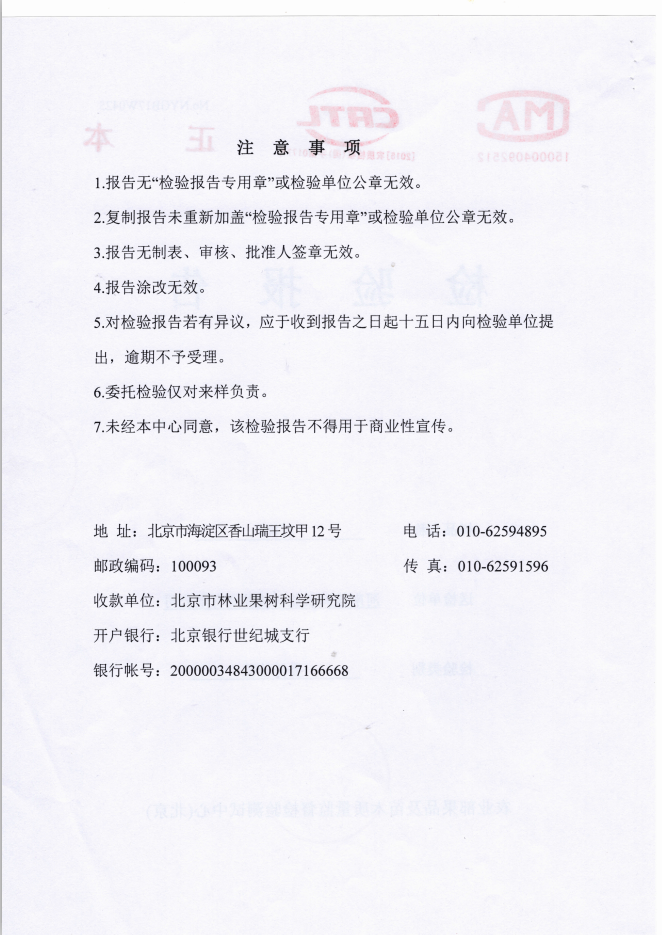 注 意 事 项
1.报告无“检验报告专用章”或检验单位公章无效。
2.复制报告未重新加盖“检验报告专用章”或检验单位公章无效。
3.报告无制表、审核、批准人签章无效。
4.报告涂改无效。
5.对检验报告若有异议，应于收到报告之日起十五日内向检验单位提
出，逾期不予受理。
6.委托检验仅对来样负责。
7.未经本中心同意，该检验报告不得用于商业性宣传。
地 址：北京市海淀区香山瑞王坟甲 12 号 电 话：010-62594895
邮政编码：100093 传 真：010-62591596
收款单位：北京市林业果树科学研究院
开户银行：北京银行世纪城支行
银行帐号：20000034843000017166668